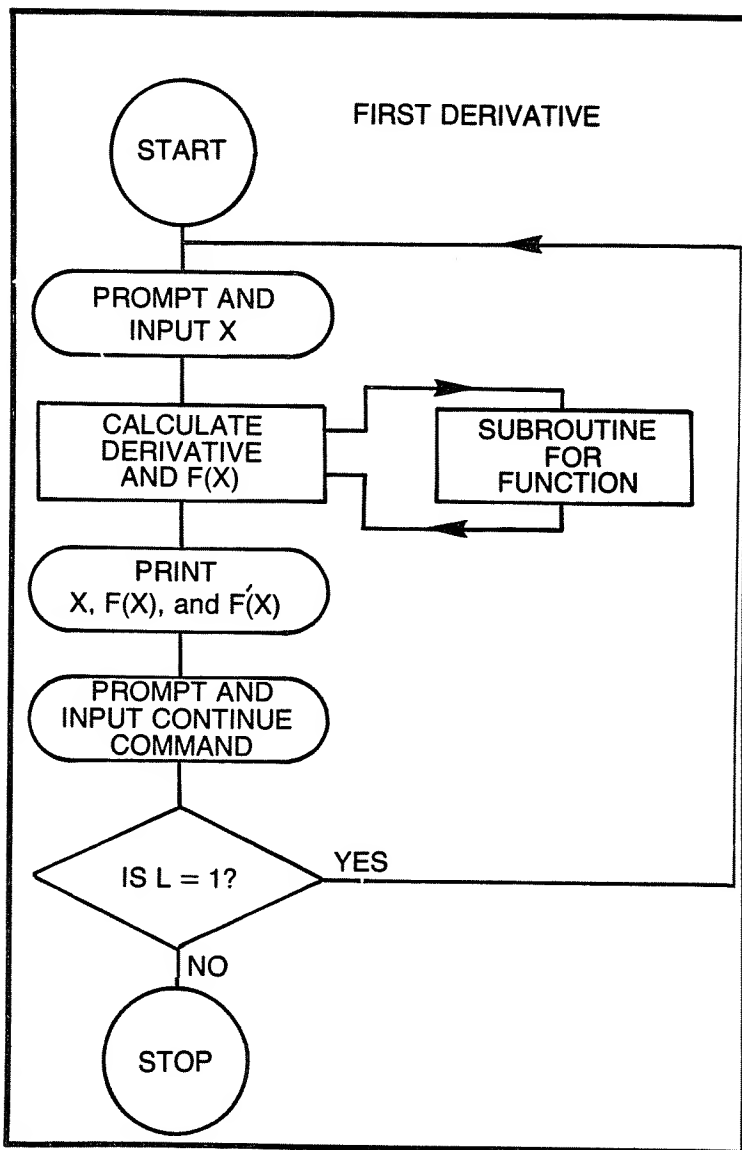 FIRST DERIVATIVE
START
PROMPT AND
INPUT X
CALCULATE
DERIVATIVE
AND F(X)
SUBROUTINE
FOR
FUNCTION
PRINT
X, F(X), and F′(X)
PROMPT AND
INPUT CONTINUE
COMMAND
IS L = 1?
YES
NO
STOP